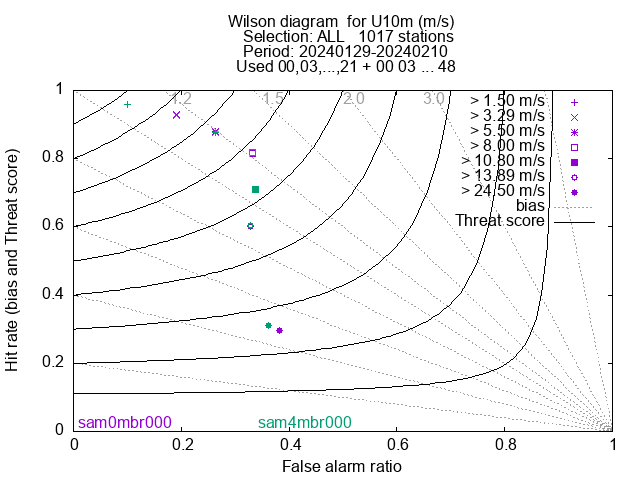 Wilson diagram  for U10m (m/s)
Selection: ALL   1017 stations
Period: 20240129-20240210
Used 00,03,...,21 + 00 03 ... 48
1.2 1.5 2.0 3.0
> 1.50 m/s
> 3.29 m/s
> 5.50 m/s
> 8.00 m/s
> 10.80 m/s
> 13.89 m/s
> 24.50 m/s
bias
Threat score
1
0.8
0.6
0.4
0.2
0
Hit rate (bias and Threat score)
sam0mbr000 sam4mbr000
0 0.2 0.4 0.6 0.8 1
False alarm ratio